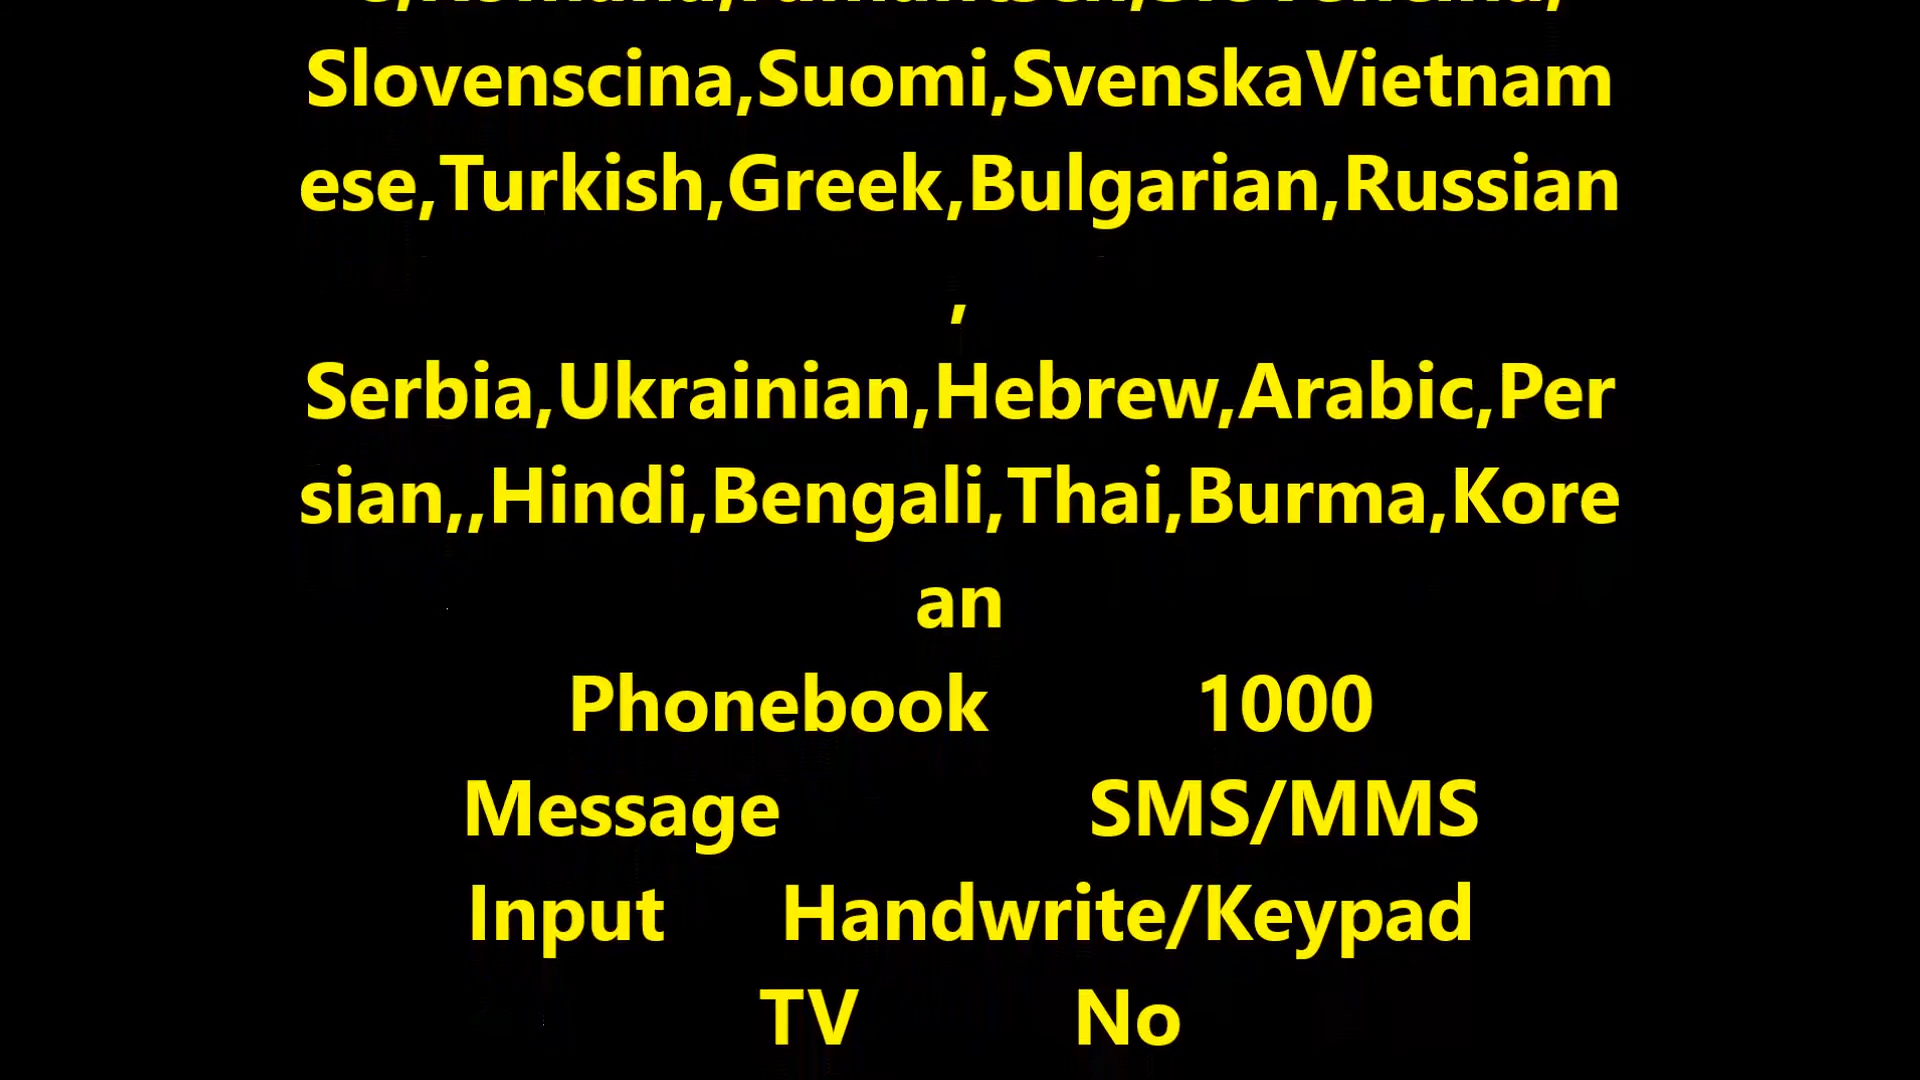 Slovenscina,Suomi,SvenskaVietnam
ese,Turkish,Greek,Bulgarian,Russian
,
Serbia,Ukrainian,Hebrew,Arabic,Per
sian,,Hindi,Bengali,Thai,Burma,Kore
an
Phonebook 1000
Message SMS/MMS
Input Handwrite/Keypad
TV No